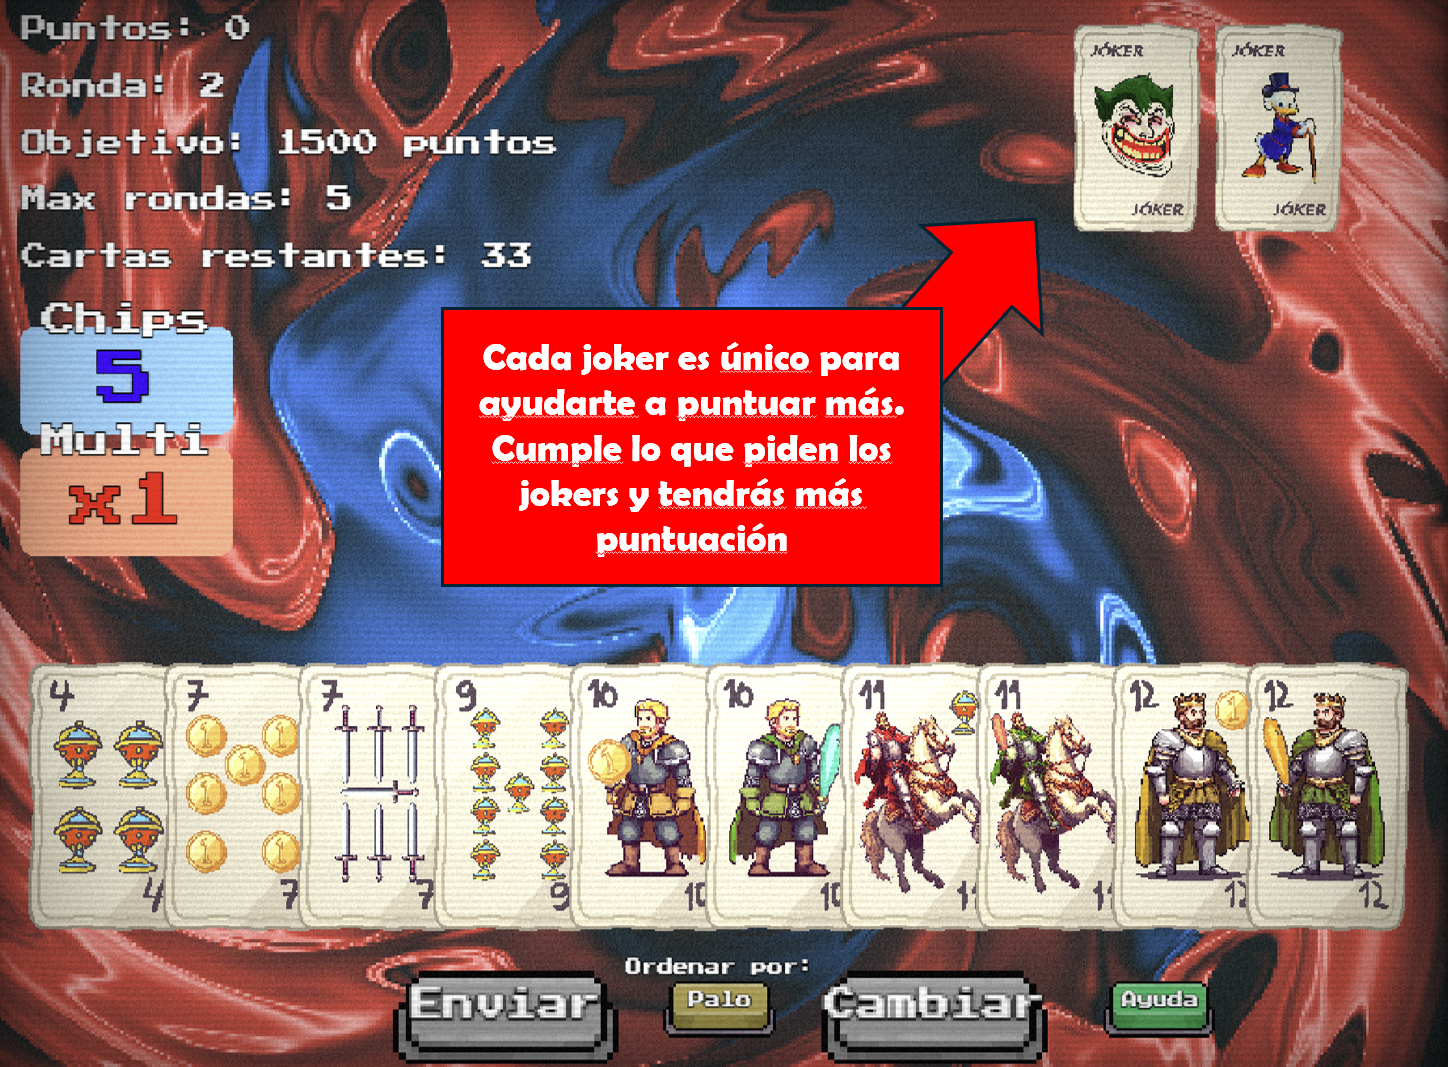 Puntos: 0
Ronda: 2
Objetivo: 1500 puntos
Max rondas: 5
Cartas restantes: 33
Chips
5
Multi
x1
JÓKER
JÓKER
JÓKER
JÓKER
Cada joker es único para
ayudarte a puntuar más.
Cumple lo que piden los
jokers y tendrás más
puntuación
4
7
7
9
10
10
11
11
12
12
4
7
7
9
10
10
11
11
12
12
Ordenar por:
Enviar
Palo
Cambiar
Ayuda